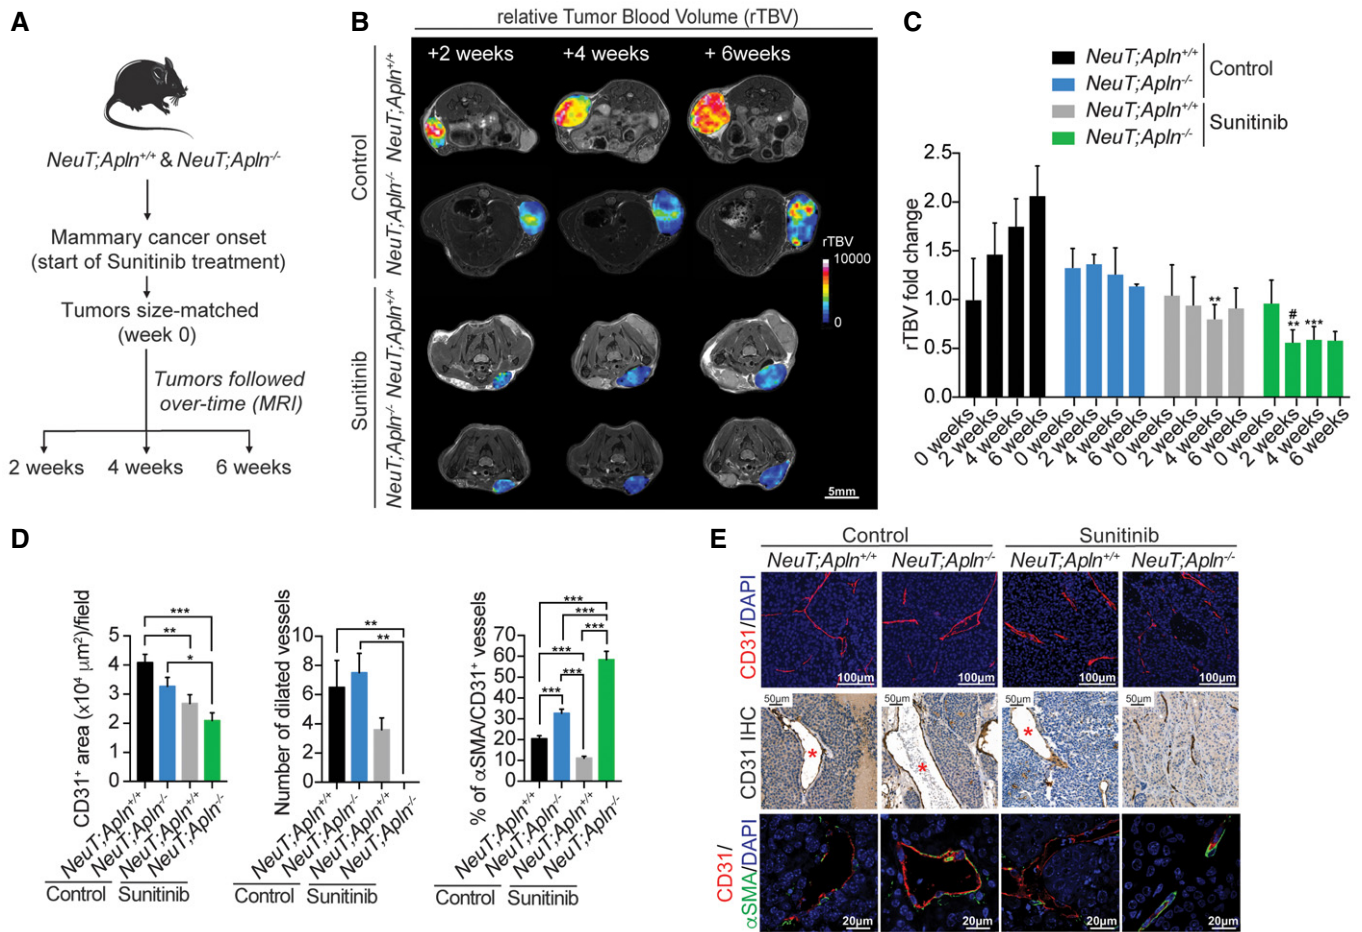 A
NeuT;Apln+/+ & NeuT;Apln-/-
Mammary cancer onset
(start of Sunitinib treatment)
Tumors size-matched
(week 0)
Tumors followed
over-time (MRI)
2 weeks
4 weeks
6 weeks
B
relative Tumor Blood Volume (rTBV)
+2 weeks
+4 weeks
+ 6weeks
Control
NeuT;Apln+/+
NeuT;Apln-/-
Sunitinib
NeuT;Apln+/+
NeuT;Apln-/-
rTBV
10000
0
5mm
C
NeuT;Apln+/+
NeuT;Apln-/-
Control
NeuT;Apln+/+
NeuT;Apln-/-
Sunitinib
rTBV fold change
2.5
2.0
1.5
1.0
0.5
0.0
**
#
**
***
0 weeks
2 weeks
4 weeks
6 weeks
0 weeks
2 weeks
4 weeks
6 weeks
0 weeks
2 weeks
4 weeks
6 weeks
0 weeks
2 weeks
4 weeks
6 weeks
D
CD31+ area (x10⁴ µm²)/field
5
4
3
2
1
0
***
**
*
NeuT;Apln+/+
NeuT;Apln-/-
NeuT;Apln+/+
NeuT;Apln-/-
Control
Sunitinib
Number of dilated vessels
10
8
6
4
2
0
**
**
NeuT;Apln+/+
NeuT;Apln-/-
NeuT;Apln+/+
NeuT;Apln-/-
Control
Sunitinib
% of αSMA/CD31+ vessels
70
60
50
40
30
20
10
0
***
***
***
***
***
***
NeuT;Apln+/+
NeuT;Apln-/-
NeuT;Apln+/+
NeuT;Apln-/-
Control
Sunitinib
E
Control
Sunitinib
NeuT;Apln+/+
NeuT;Apln-/-
NeuT;Apln+/+
NeuT;Apln-/-
CD31/DAPI
100µm
100µm
100µm
100µm
CD31 IHC
50µm
50µm
50µm
50µm
*
*
*
CD31/
αSMA/DAPI
20µm
20µm
20µm
20µm